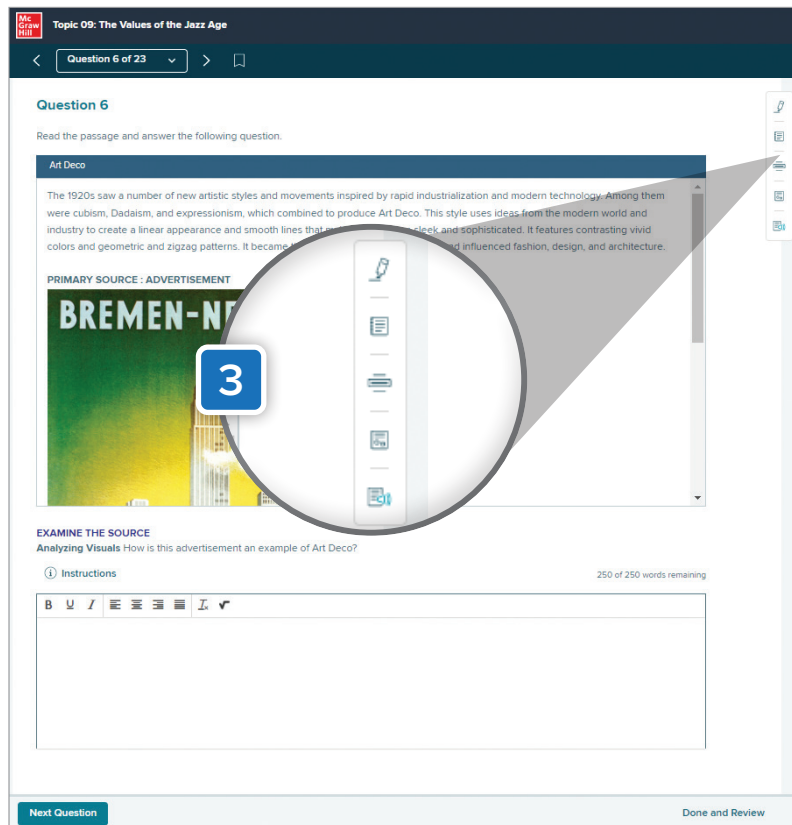 Mc
Graw
Hill
Topic 09: The Values of the Jazz Age
Question 6 of 23
Question 6
Read the passage and answer the following question.
Art Deco
The 1920s saw a number of new artistic styles and movements inspired by rapid industrialization and modern technology. Among them
were cubism, Dadaism, and expressionism, which combined to produce Art Deco. This style uses ideas from the modern world and
industry to create a linear appearance and smooth lines that sleek and sophisticated. It features contrasting vivid
colors and geometric and zigzag patterns. It became influenced fashion, design, and architecture.
PRIMARY SOURCE : ADVERTISEMENT
BREMEN-N
3
EXAMINE THE SOURCE
Analyzing Visuals How is this advertisement an example of Art Deco?
Instructions
250 of 250 words remaining
B U I
Next Question
Done and Review